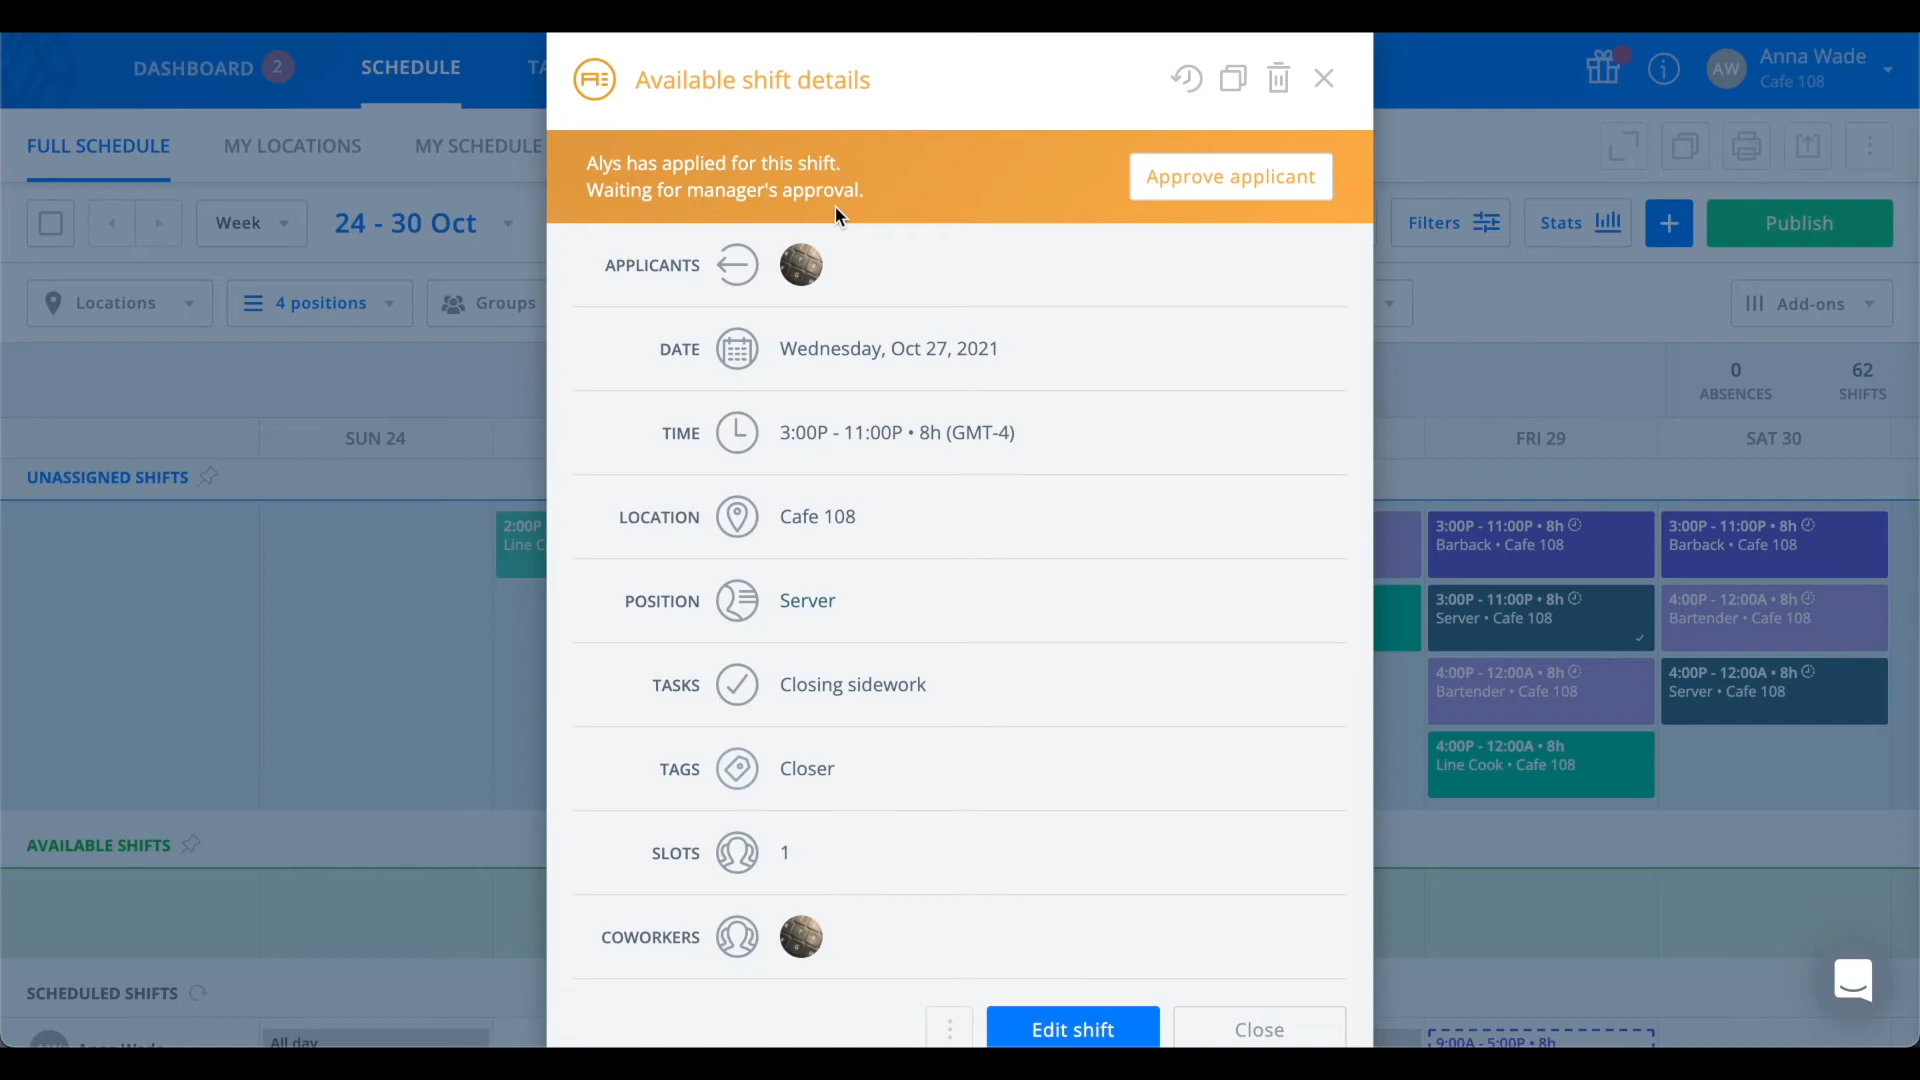 DASHBOARD 2
SCHEDULE
TA
Available shift details
AW
Anna Wade
Cafe 108
FULL SCHEDULE
MY LOCATIONS
MY SCHEDULE
Alys has applied for this shift.
Waiting for manager's approval.
Approve applicant
Week
24 - 30 Oct
Filters
Stats
+
Publish
Locations
4 positions
Groups
Add-ons
APPLICANTS
DATE
Wednesday, Oct 27, 2021
TIME
3:00P - 11:00P • 8h (GMT-4)
LOCATION
Cafe 108
POSITION
Server
TASKS
Closing sidework
TAGS
Closer
SLOTS
1
COWORKERS
Edit shift
Close
0
ABSENCES
62
SHIFTS
SUN 24
FRI 29
SAT 30
UNASSIGNED SHIFTS
2:00P
Line C
3:00P - 11:00P • 8h
Barback • Cafe 108
3:00P - 11:00P • 8h
Barback • Cafe 108
3:00P - 11:00P • 8h
Server • Cafe 108
4:00P - 12:00A • 8h
Bartender • Cafe 108
4:00P - 12:00A • 8h
Bartender • Cafe 108
4:00P - 12:00A • 8h
Server • Cafe 108
4:00P - 12:00A • 8h
Line Cook • Cafe 108
AVAILABLE SHIFTS
SCHEDULED SHIFTS
Anna Wade
All day
9:00A - 5:00P • 8h